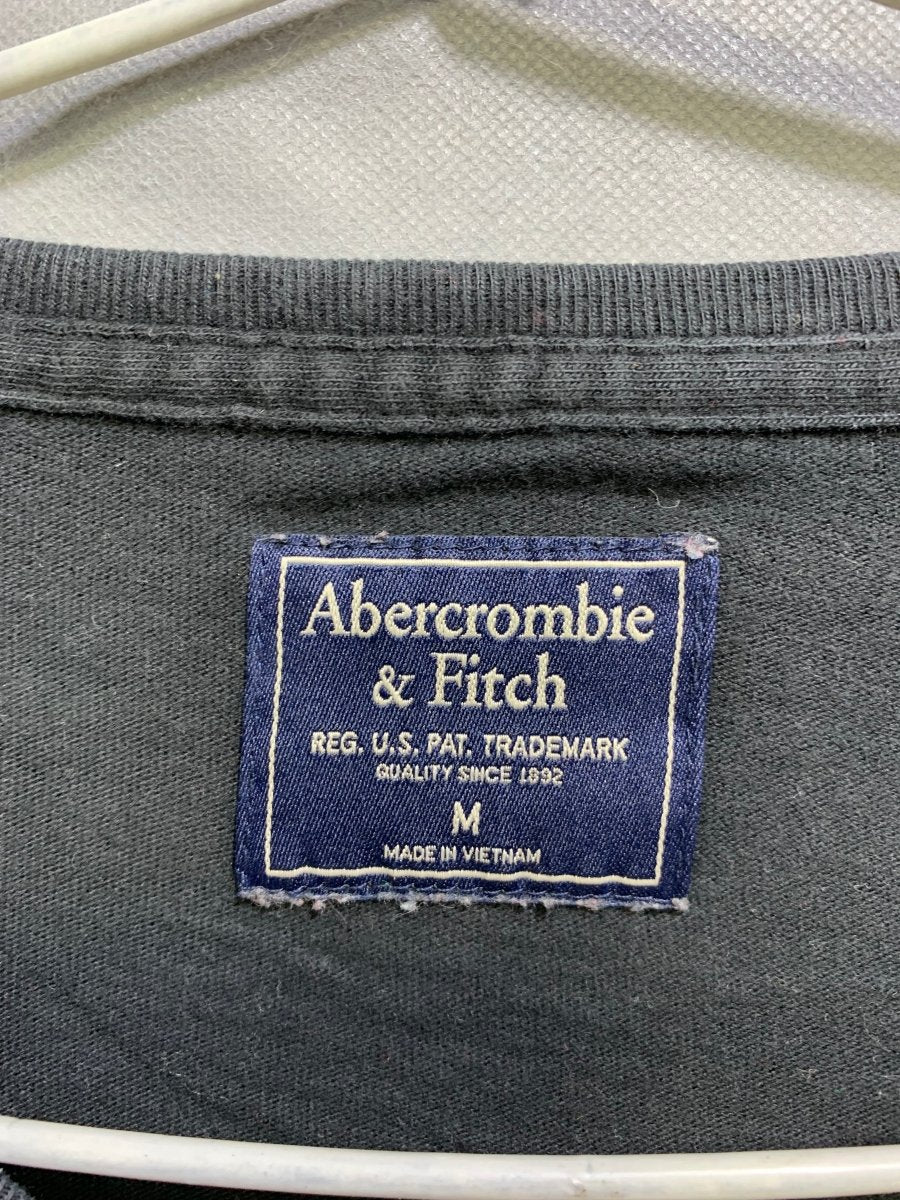 Abercrombie
& Fitch
REG. U.S. PAT. TRADEMARK
QUALITY SINCE 1892
M
MADE IN VIETNAM